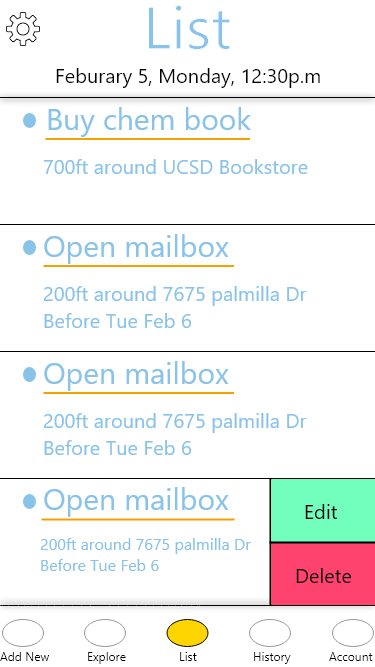 List
Feburary 5, Monday, 12:30p.m
Buy chem book
700ft around UCSD Bookstore
Open mailbox
200ft around 7675 palmilla Dr
Before Tue Feb 6
Open mailbox
200ft around 7675 palmilla Dr
Before Tue Feb 6
Open mailbox
200ft around 7675 palmilla Dr
Before Tue Feb 6
Edit
Delete
Add New
Explore
List
History
Account